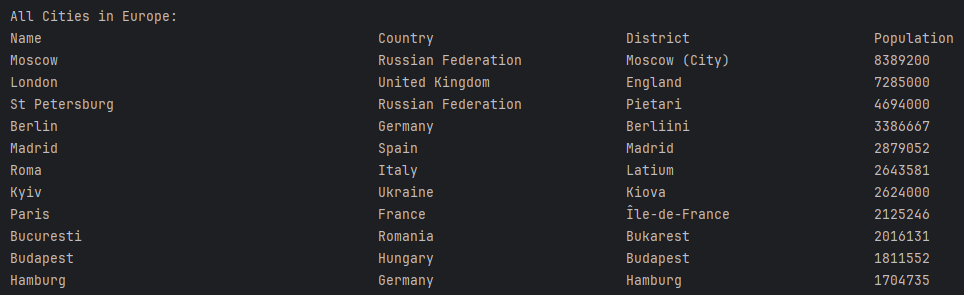 All Cities in Europe:
Name Country District Population
Moscow Russian Federation Moscow (City) 8389200
London United Kingdom England 7285000
St Petersburg Russian Federation Pietari 4694000
Berlin Germany Berliini 3386667
Madrid Spain Madrid 2879052
Roma Italy Latium 2643581
Kyiv Ukraine Kiova 2624000
Paris France Île-de-France 2125246
Bucuresti Romania Bukarest 2016131
Budapest Hungary Budapest 1811552
Hamburg Germany Hamburg 1704735